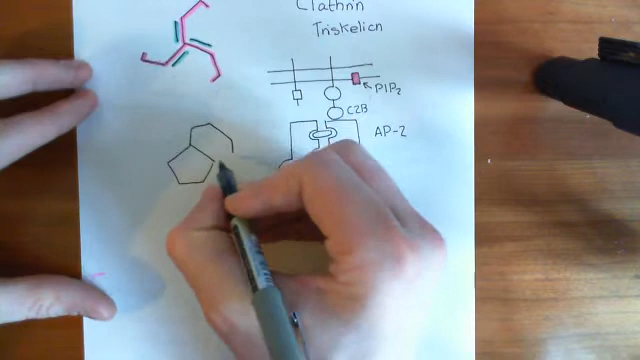 Clathrin
Triskelion
PIP₂
C2B
AP-2